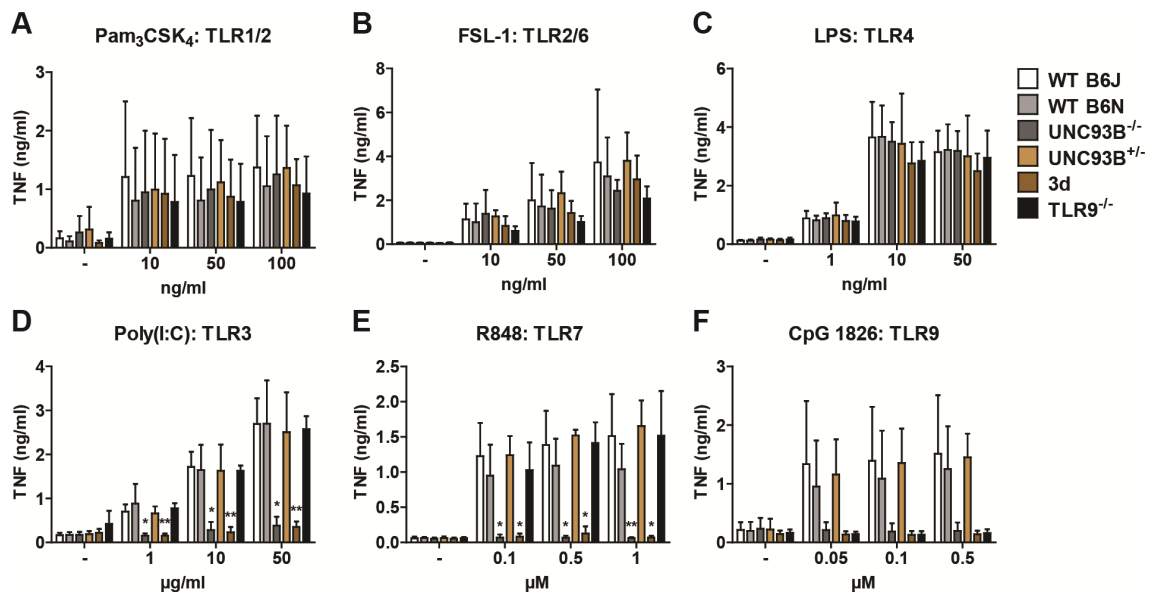 A
Pam₃CSK₄: TLR1/2
TNF (ng/ml)
3
2
1
0
- 10 50 100
ng/ml
B
FSL-1: TLR2/6
TNF (ng/ml)
8
6
4
2
0
- 10 50 100
ng/ml
C
LPS: TLR4
TNF (ng/ml)
6
4
2
0
- 1 10 50
ng/ml
WT B6J
WT B6N
UNC93B⁻/⁻
UNC93B⁺/⁻
3d
TLR9⁻/⁻
D
Poly(I:C): TLR3
TNF (ng/ml)
4
3
2
1
0
* ** * ** * **
- 1 10 50
µg/ml
E
R848: TLR7
TNF (ng/ml)
2.5
2.0
1.5
1.0
0.5
0.0
* * * * ** *
- 0.1 0.5 1
µM
F
CpG 1826: TLR9
TNF (ng/ml)
3
2
1
0
- 0.05 0.1 0.5
µM